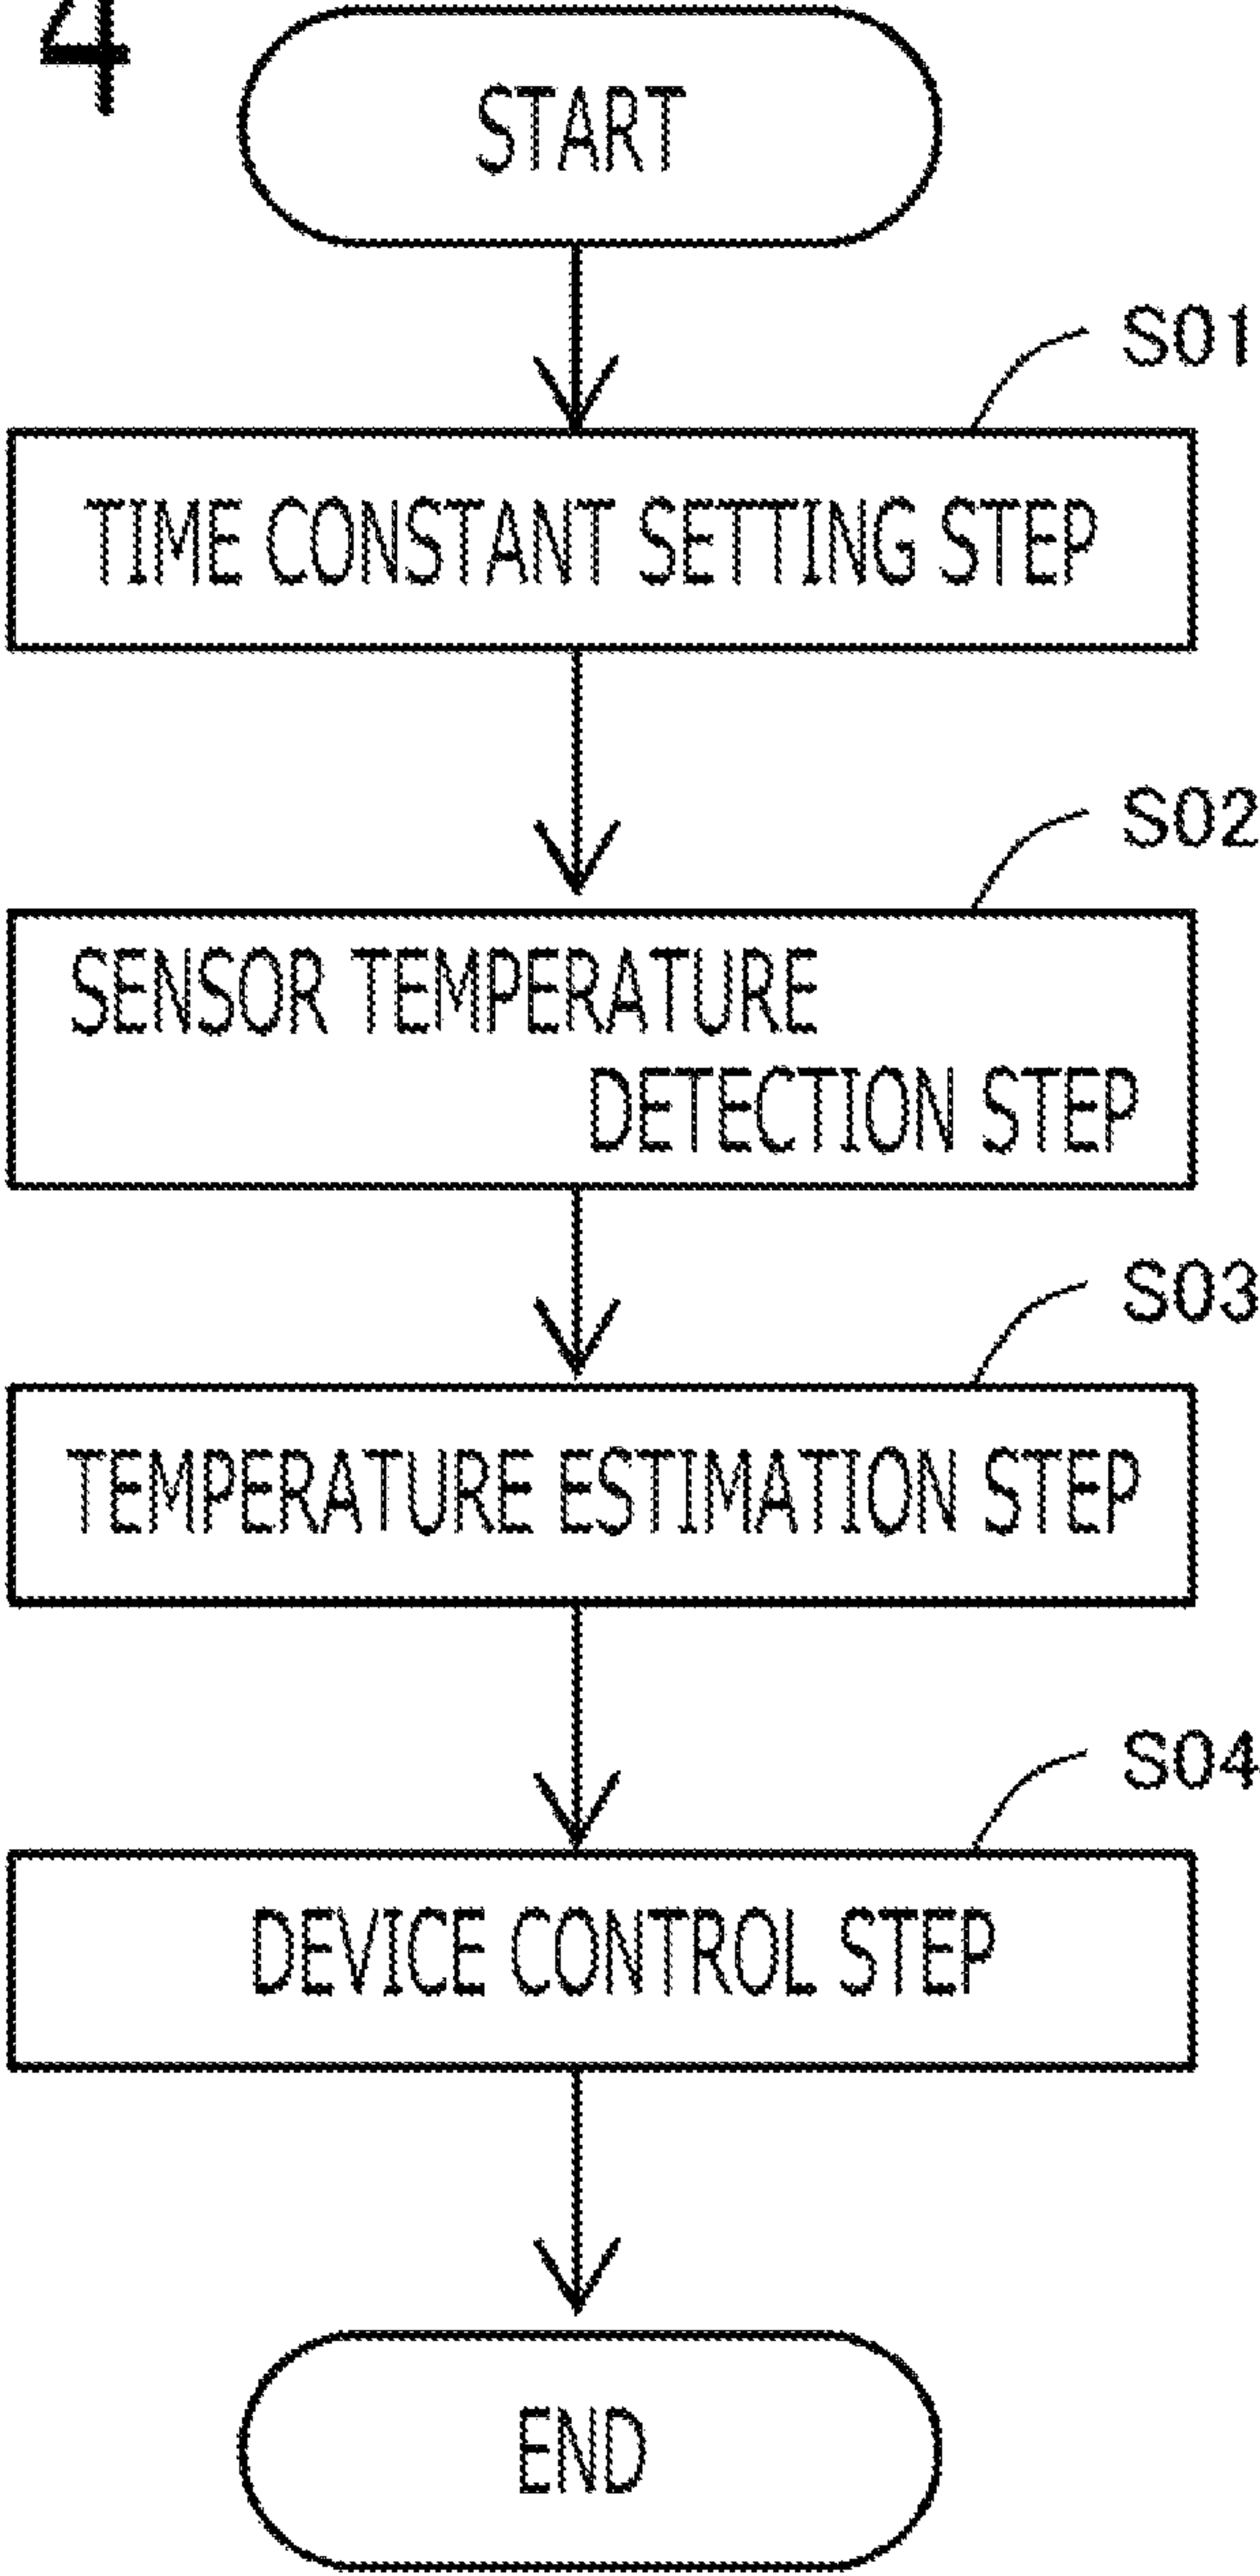 4
START
S01
TIME CONSTANT SETTING STEP
S02
SENSOR TEMPERATURE
DETECTION STEP
S03
TEMPERATURE ESTIMATION STEP
S04
DEVICE CONTROL STEP
END